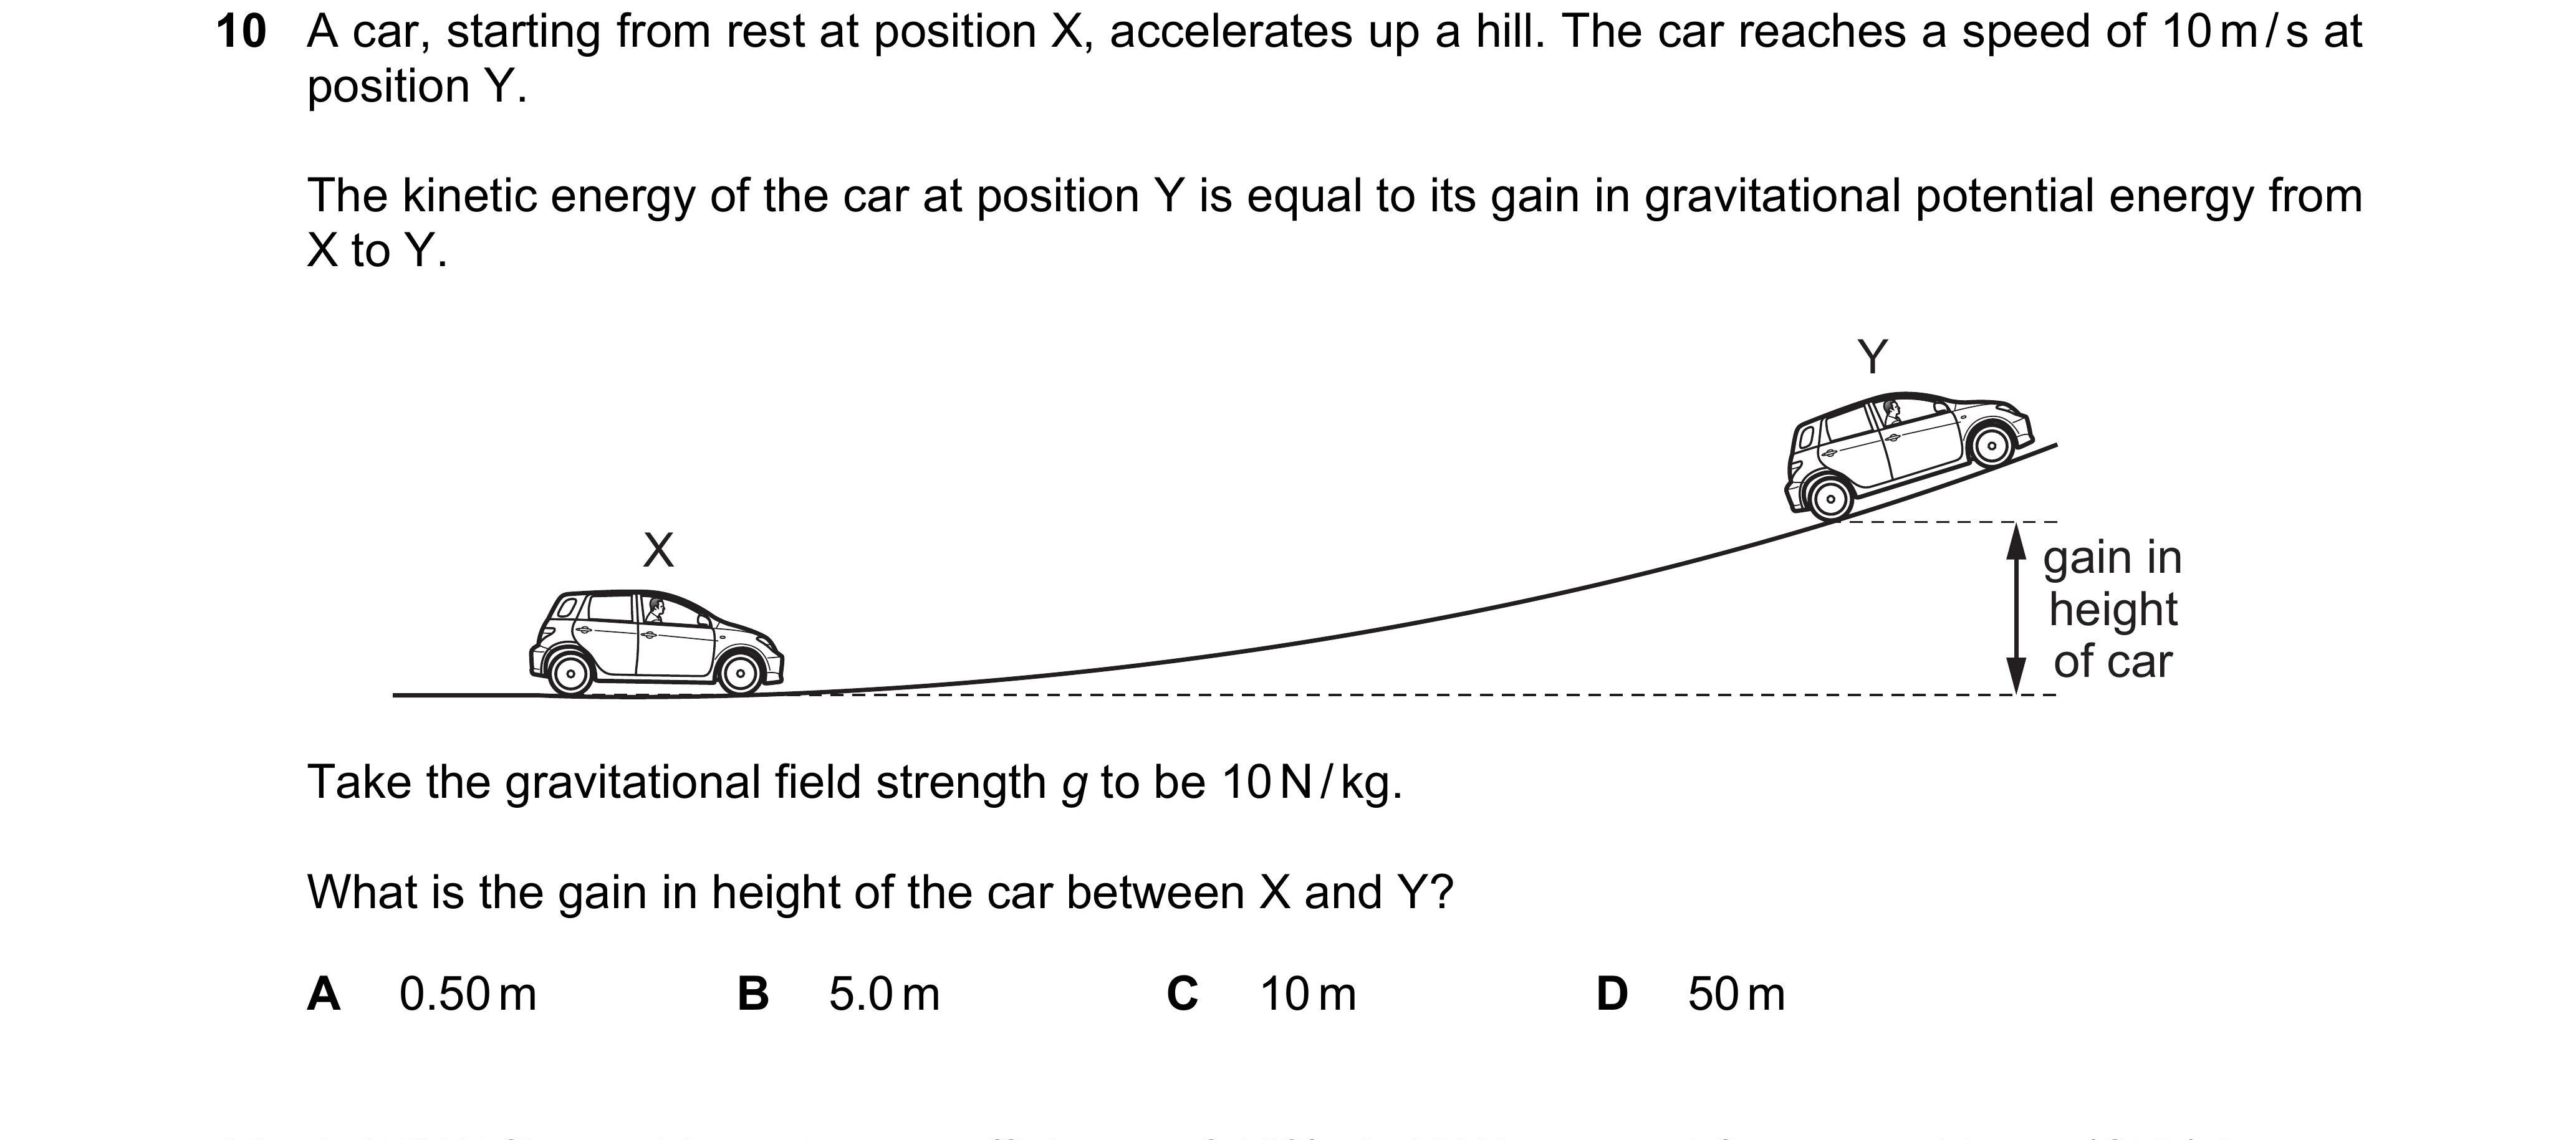 10 A car, starting from rest at position X, accelerates up a hill. The car reaches a speed of 10 m/s at
position Y.
The kinetic energy of the car at position Y is equal to its gain in gravitational potential energy from
X to Y.
Y
X
gain in
height
of car
Take the gravitational field strength g to be 10 N/kg.
What is the gain in height of the car between X and Y?
A 0.50 m B 5.0 m C 10 m D 50 m